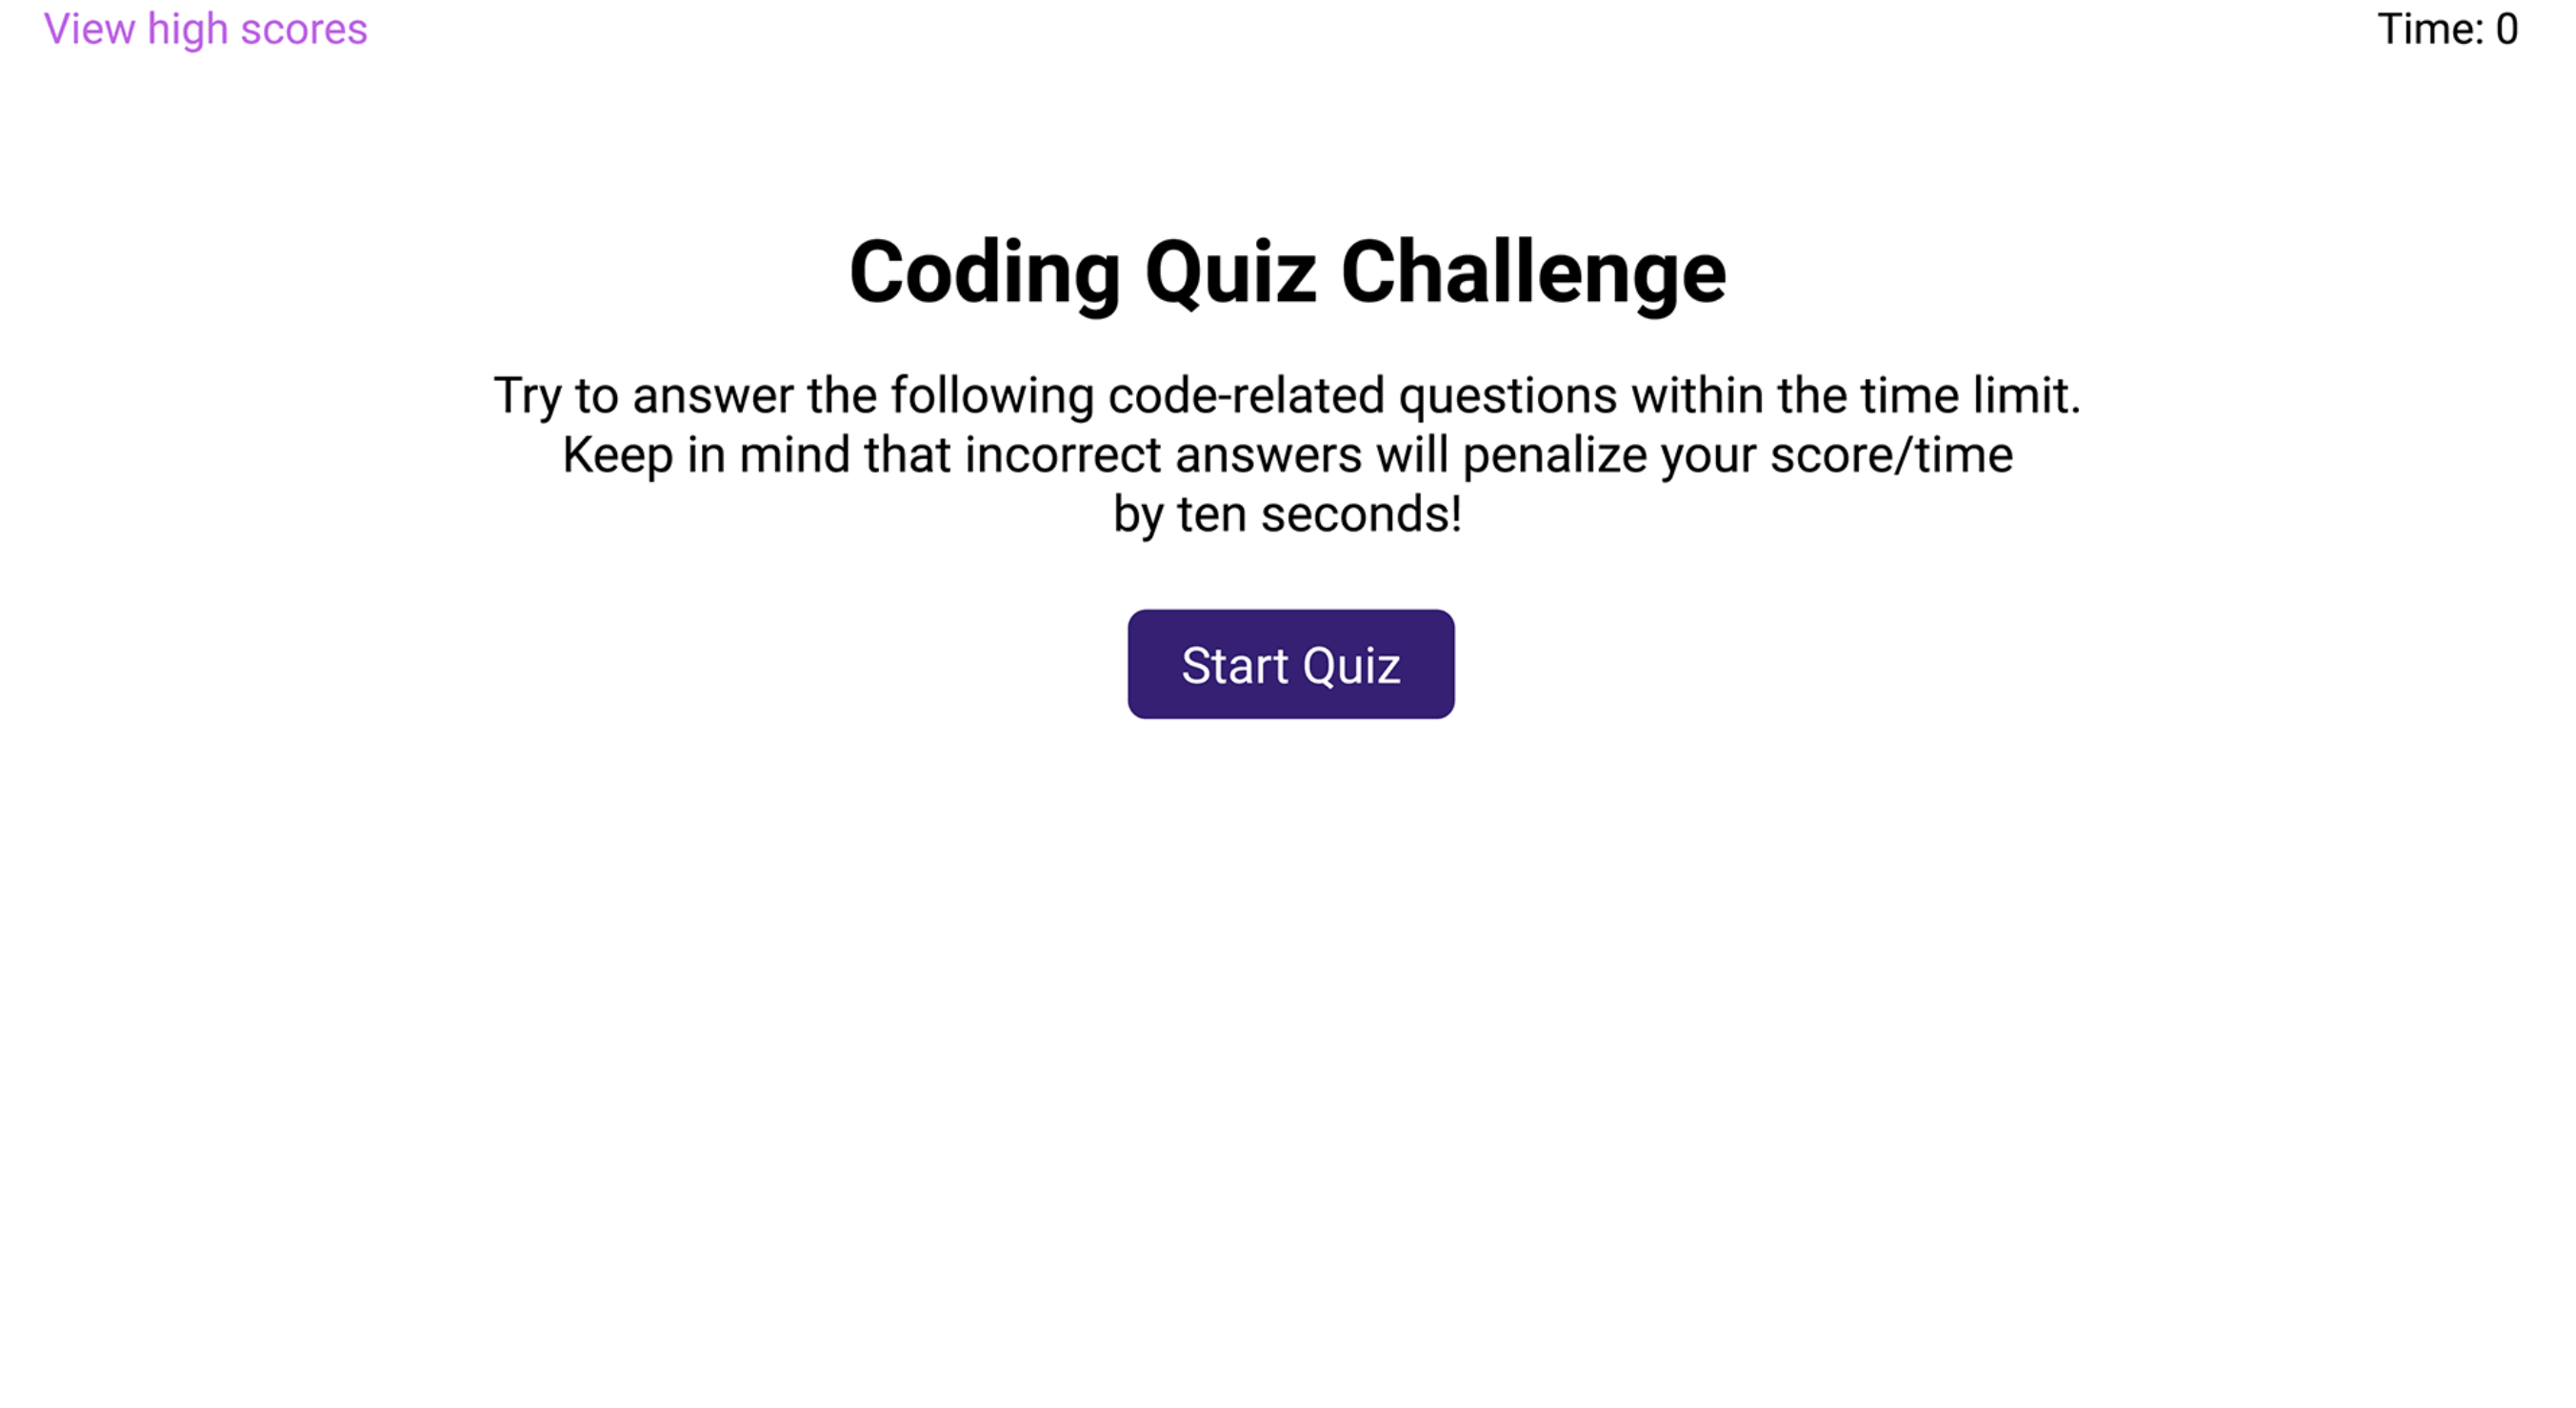 View high scores
Time: 0
Coding Quiz Challenge
Try to answer the following code-related questions within the time limit.
Keep in mind that incorrect answers will penalize your score/time
by ten seconds!
Start Quiz